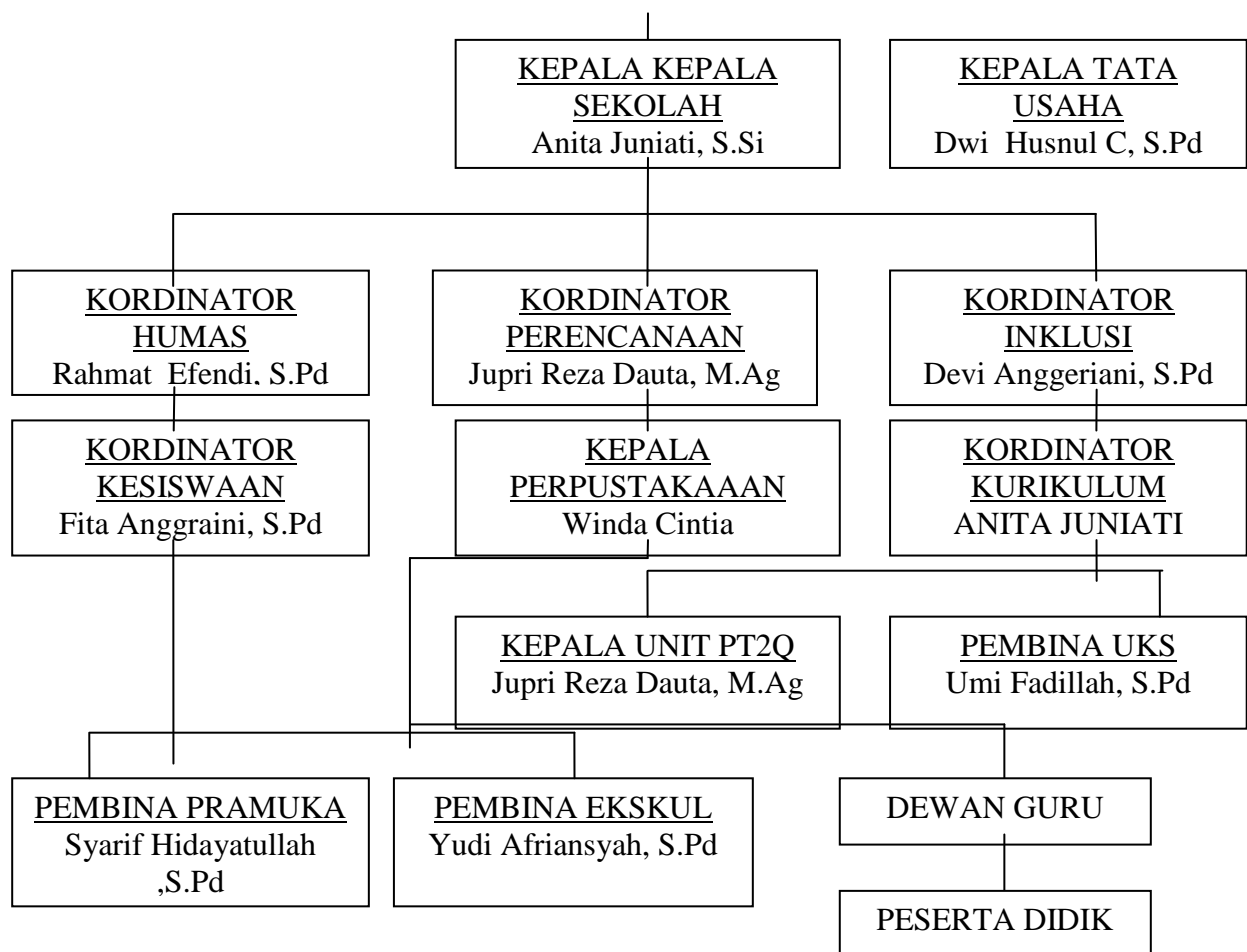 KEPALA KEPALA
SEKOLAH
Anita Juniati, S.Si
KEPALA TATA
USAHA
Dwi  Husnul C, S.Pd
KORDINATOR
HUMAS
Rahmat  Efendi, S.Pd
KORDINATOR
PERENCANAAN
Jupri Reza Dauta, M.Ag
KORDINATOR
INKLUSI
Devi Anggeriani, S.Pd
KORDINATOR
KESISWAAN
Fita Anggraini, S.Pd
KEPALA
PERPUSTAKAAAN
Winda Cintia
KORDINATOR
KURIKULUM
ANITA JUNIATI
KEPALA UNIT PT2Q
Jupri Reza Dauta, M.Ag
PEMBINA UKS
Umi Fadillah, S.Pd
PEMBINA PRAMUKA
Syarif Hidayatullah
,S.Pd
PEMBINA EKSKUL
Yudi Afriansyah, S.Pd
DEWAN GURU
PESERTA DIDIK